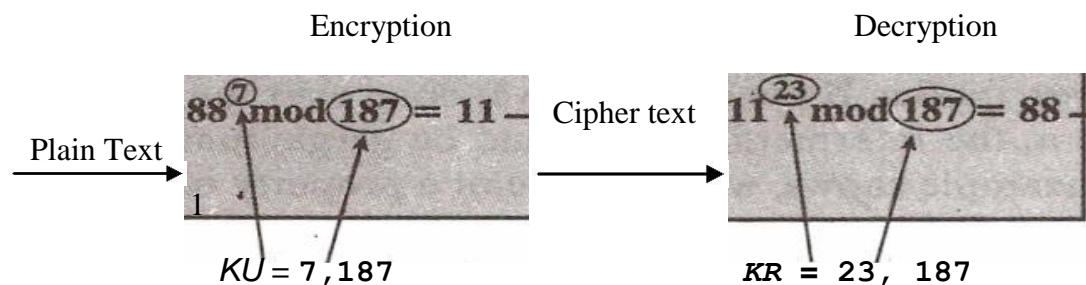 Encryption
Decryption
88^7 mod 187 = 11
11^23 mod 187 = 88
Plain Text
Cipher text
1
KU = 7,187
KR = 23, 187